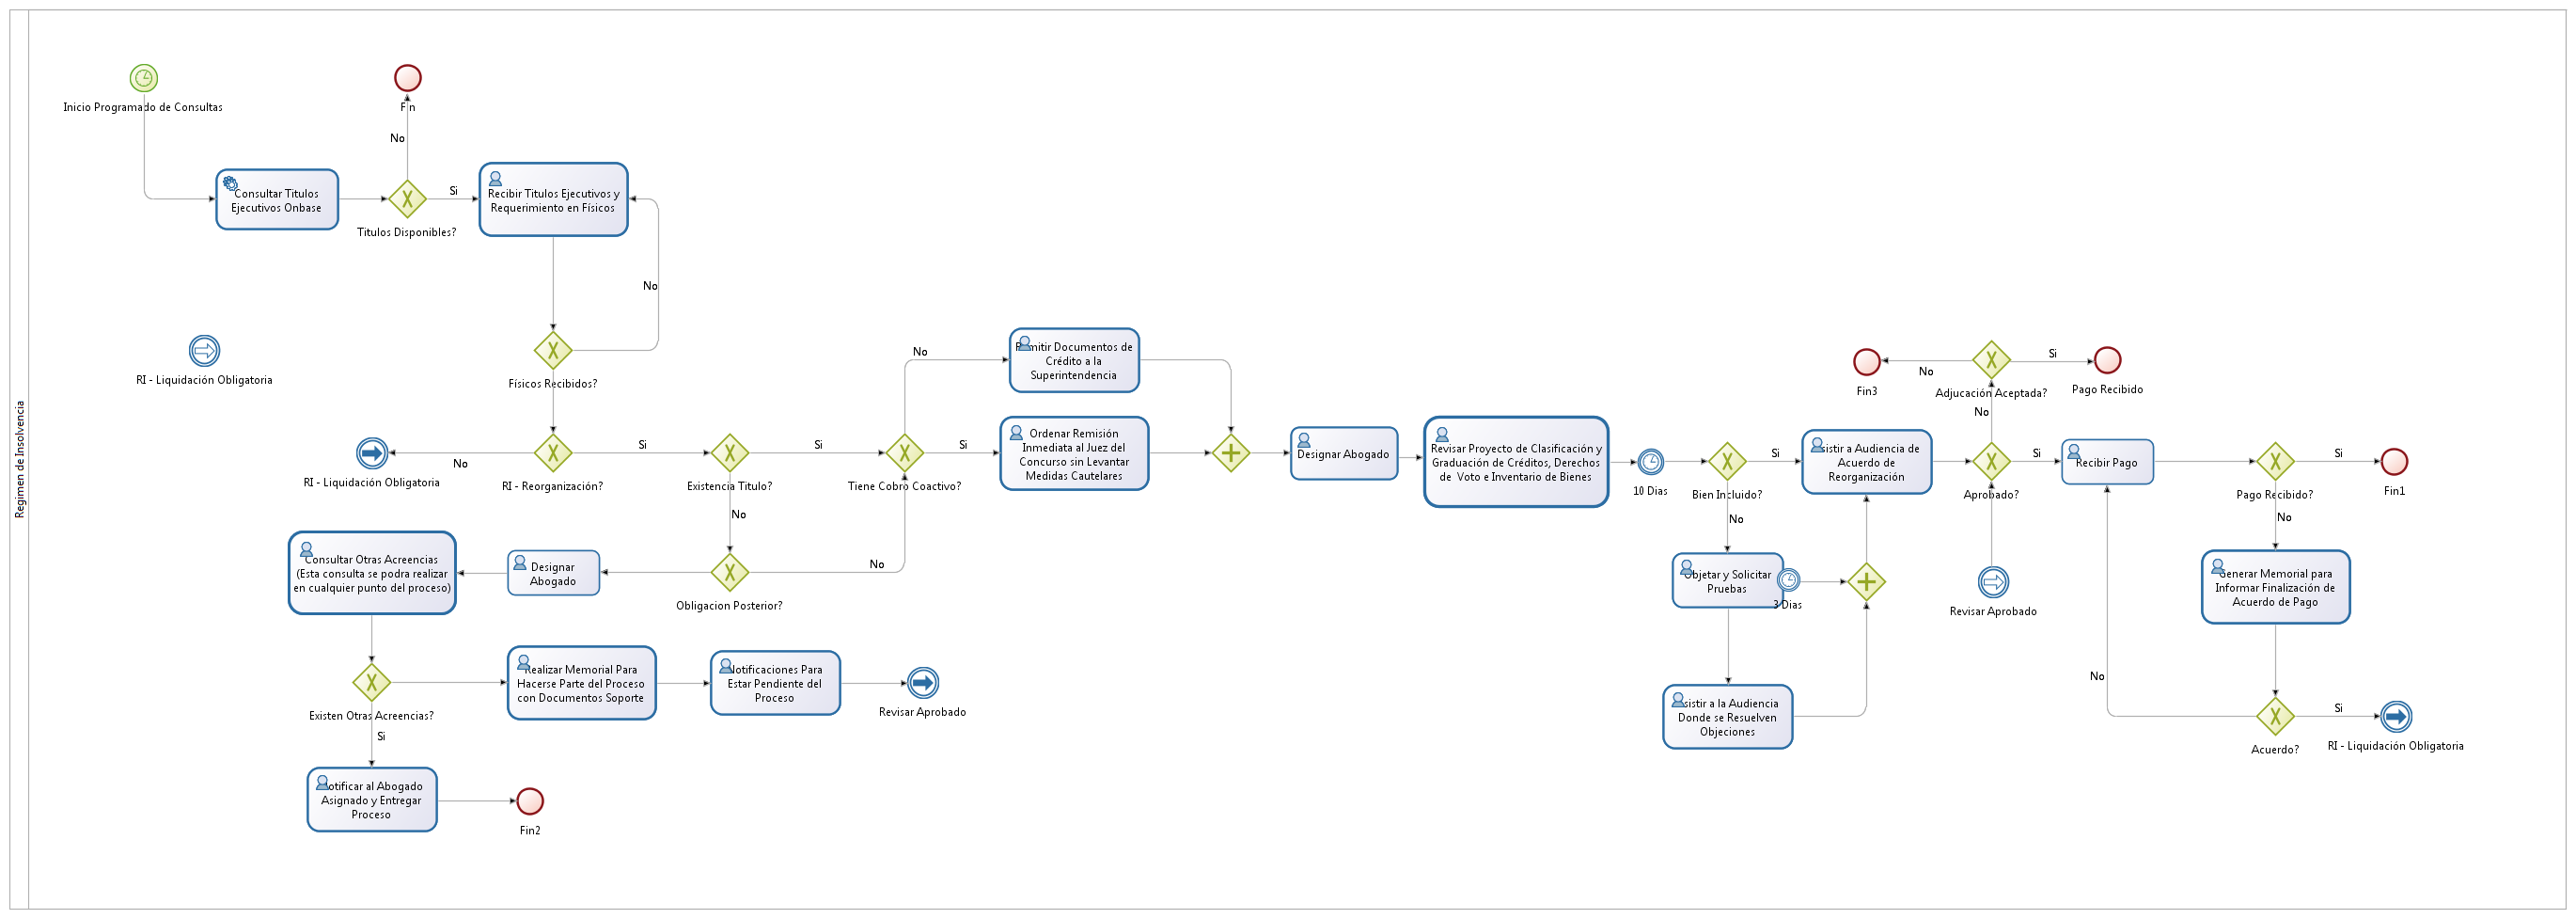 Regimen de Insolvencia
Inicio Programado de Consultas
Fin
No
Consultar Titulos
Ejecutivos Onbase
Titulos Disponibles?
Si
Recibir Titulos Ejecutivos y
Requerimiento en Físicos
No
Físicos Recibidos?
RI - Liquidación Obligatoria
RI - Liquidación Obligatoria
No
RI - Reorganización?
Si
Existencia Titulo?
Si
Tiene Cobro Coactivo?
No
Remitir Documentos de
Crédito a la
Superintendencia
Si
Ordenar Remisión
Inmediata al Juez del
Concurso sin Levantar
Medidas Cautelares
Designar Abogado
Revisar Proyecto de Clasificación y
Graduación de Créditos, Derechos
de Voto e Inventario de Bienes
10 Dias
Bien Incluido?
Si
Asistir a Audiencia de
Acuerdo de
Reorganización
Aprobado?
No
Adjucación Aceptada?
No
Fin3
Si
Pago Recibido
Si
Recibir Pago
Pago Recibido?
Si
Fin1
No
Obligacion Posterior?
No
Designar
Abogado
Consultar Otras Acreencias
(Esta consulta se podra realizar
en cualquier punto del proceso)
Existen Otras Acreencias?
Realizar Memorial Para
Hacerse Parte del Proceso
con Documentos Soporte
Notificaciones Para
Estar Pendiente del
Proceso
Revisar Aprobado
Si
Notificar al Abogado
Asignado y Entregar
Proceso
Fin2
No
Objetar y Solicitar
Pruebas
3 Dias
Asistir a la Audiencia
Donde se Resuelven
Objeciones
Revisar Aprobado
No
Generar Memorial para
Informar Finalización de
Acuerdo de Pago
No
Acuerdo?
Si
RI - Liquidación Obligatoria